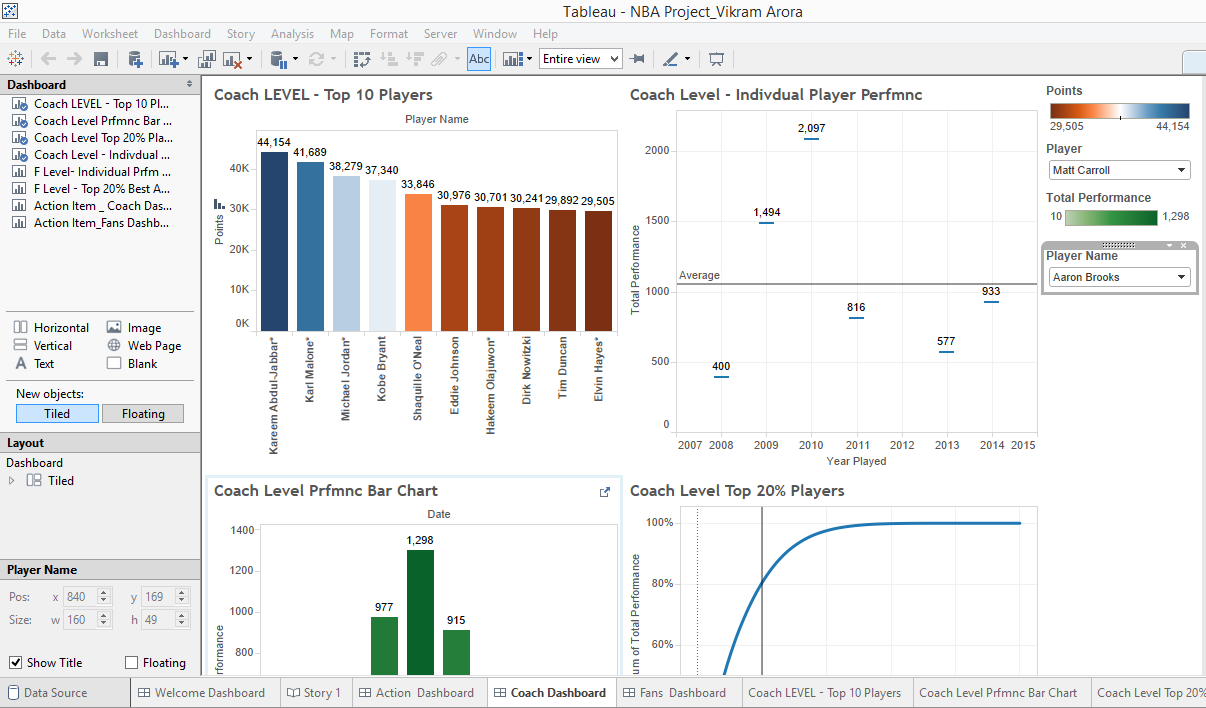 Tableau - NBA Project_Vikram Arora
File Data Worksheet Dashboard Story Analysis Map Format Server Window Help
Abc Entire view
Dashboard
Coach LEVEL - Top 10 Pl...
Coach Level Prfmnc Bar ...
Coach Level Top 20% Pla...
Coach Level - Indivdual ...
F Level- Individual Prfm ...
F Level - Top 20% Best A...
Action Item _ Coach Das...
Action Item_Fans Dashb...
Horizontal Image
Vertical Web Page
Text Blank
New objects:
Tiled Floating
Layout
Dashboard
Tiled
Player Name
Pos: x 840 y 169
Size: w 160 h 49
Show Title Floating
Coach LEVEL - Top 10 Players
Player Name
44,154
41,689
38,279
37,340
33,846
30,976 30,701 30,241 29,892 29,505
40K
30K
20K
10K
0K
Points
Kareem Abdul-Jabbar*
Karl Malone*
Michael Jordan*
Kobe Bryant
Shaquille O'Neal
Eddie Johnson
Hakeem Olajuwon*
Dirk Nowitzki
Tim Duncan
Elvin Hayes*
Coach Level - Indivdual Player Perfmnc
2000
1500
1000
500
0
Total Performance
2,097
1,494
Average
816
933
577
400
2007 2008 2009 2010 2011 2012 2013 2014 2015
Year Played
Points
29,505 44,154
Player
Matt Carroll
Total Performance
10 1,298
Player Name
Aaron Brooks
Coach Level Prfmnc Bar Chart
Date
1400
1200
1000
800
rformance
977
1,298
915
Coach Level Top 20% Players
100%
80%
60%
um of Total Performance
Data Source Welcome Dashboard Story 1 Action Dashboard Coach Dashboard Fans Dashboard Coach LEVEL - Top 10 Players Coach Level Prfmnc Bar Chart Coach Level Top 20%